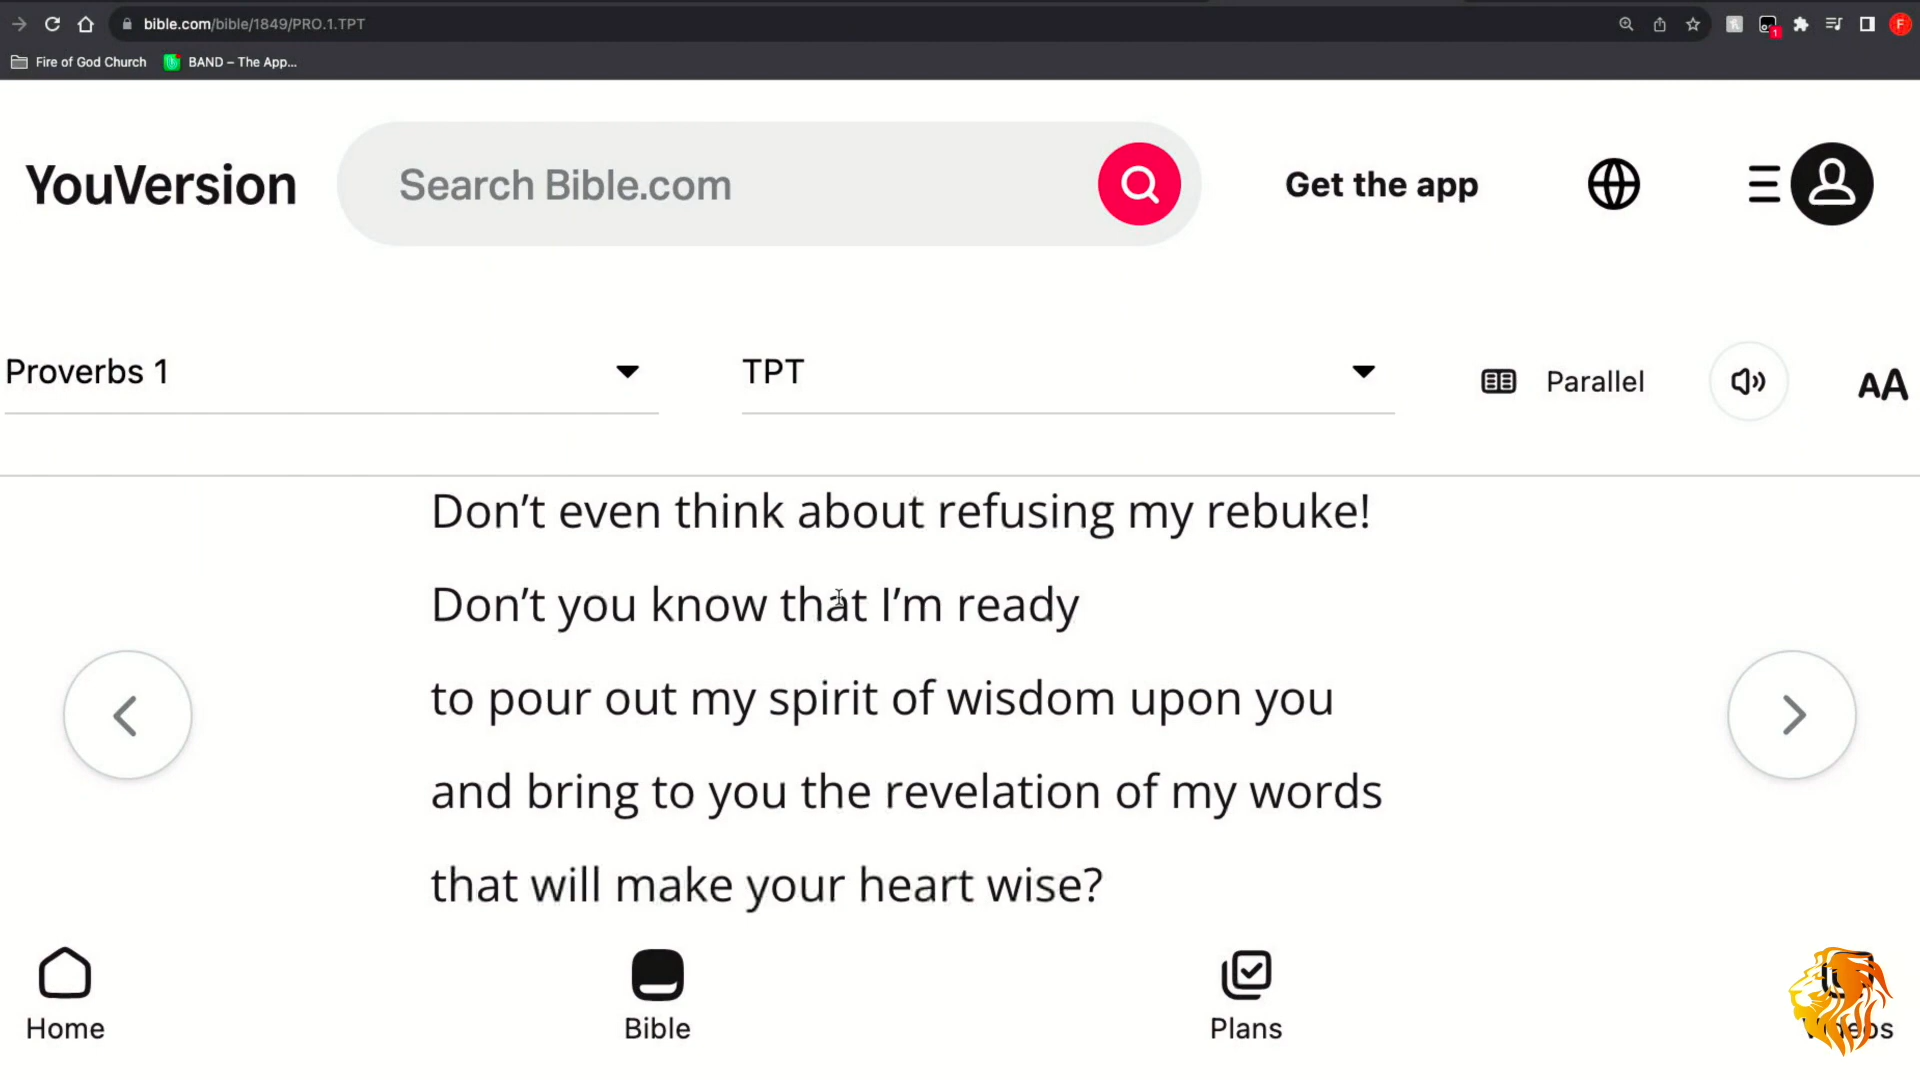 bible.com/bible/1849/PRO.1.TPT
1
F
Fire of God Church
BAND – The App...
YouVersion
Search Bible.com
Get the app
Proverbs 1
TPT
Parallel
AA
Don’t even think about refusing my rebuke!
Don’t you know that I’m ready
to pour out my spirit of wisdom upon you
and bring to you the revelation of my words
that will make your heart wise?
Home
Bible
Plans
Videos